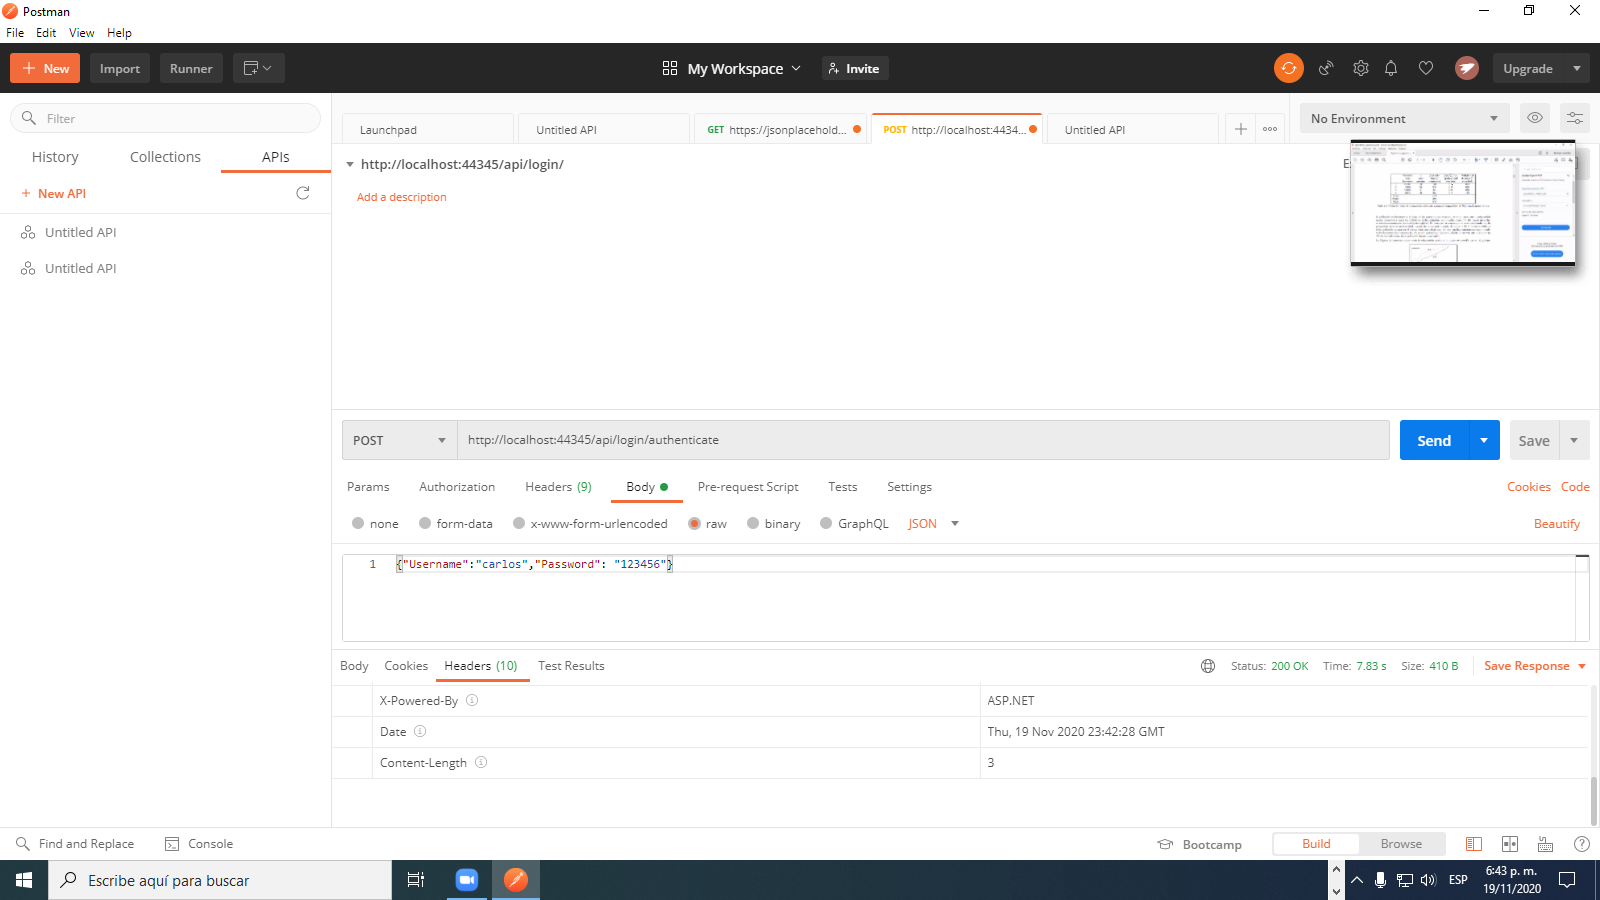 Postman
File Edit View Help
New Import Runner My Workspace Invite Upgrade
Filter
History Collections APIs
+ New API
Untitled API
Untitled API
Launchpad Untitled API GET https://jsonplacehold... POST http://localhost:4434... Untitled API
No Environment
http://localhost:44345/api/login/
Add a description
POST http://localhost:44345/api/login/authenticate Send Save
Params Authorization Headers (9) Body Pre-request Script Tests Settings Cookies Code
none form-data x-www-form-urlencoded raw binary GraphQL JSON Beautify
1 {"Username":"carlos","Password": "123456"}
Body Cookies Headers (10) Test Results Status: 200 OK Time: 7.83 s Size: 410 B Save Response
X-Powered-By ASP.NET
Date Thu, 19 Nov 2020 23:42:28 GMT
Content-Length 3
Find and Replace Console Bootcamp Build Browse
Escribe aquí para buscar ESP 6:43 p. m.
19/11/2020